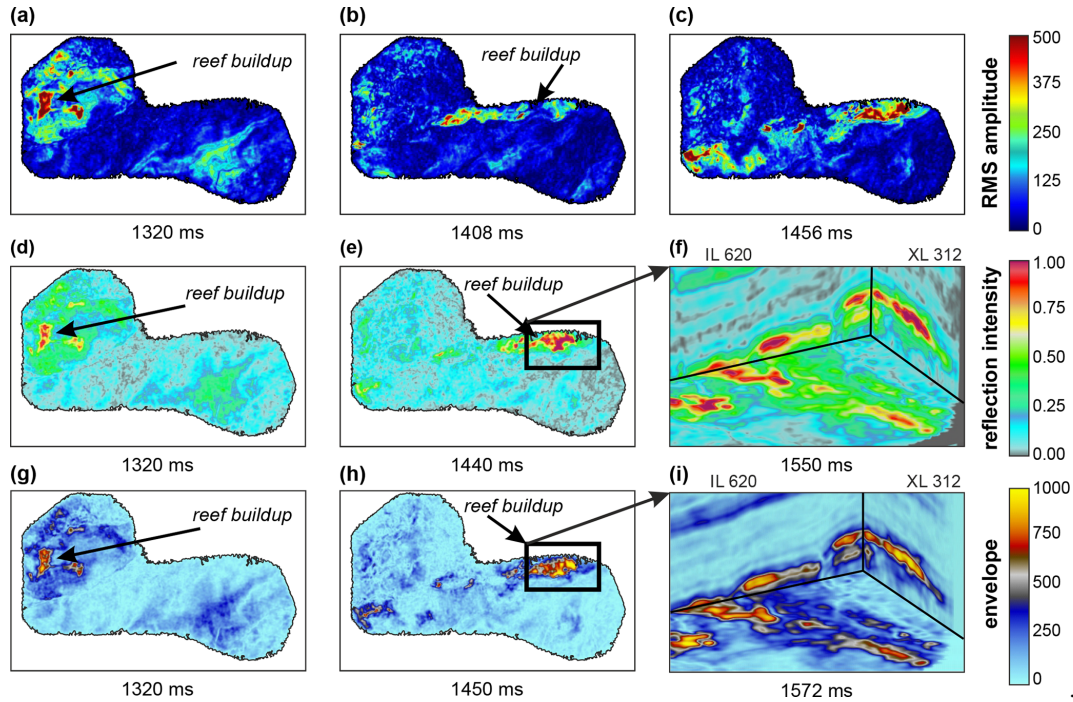 (a)
(b)
(c)
reef buildup
reef buildup
500
375
250
125
0
RMS amplitude
1320 ms
1408 ms
1456 ms
(d)
(e)
(f)
IL 620
XL 312
reef buildup
reef buildup
1.00
0.75
0.50
0.25
0.00
reflection intensity
1320 ms
1440 ms
1550 ms
(g)
(h)
(i)
IL 620
XL 312
reef buildup
reef buildup
1000
750
500
250
0
envelope
1320 ms
1450 ms
1572 ms
.